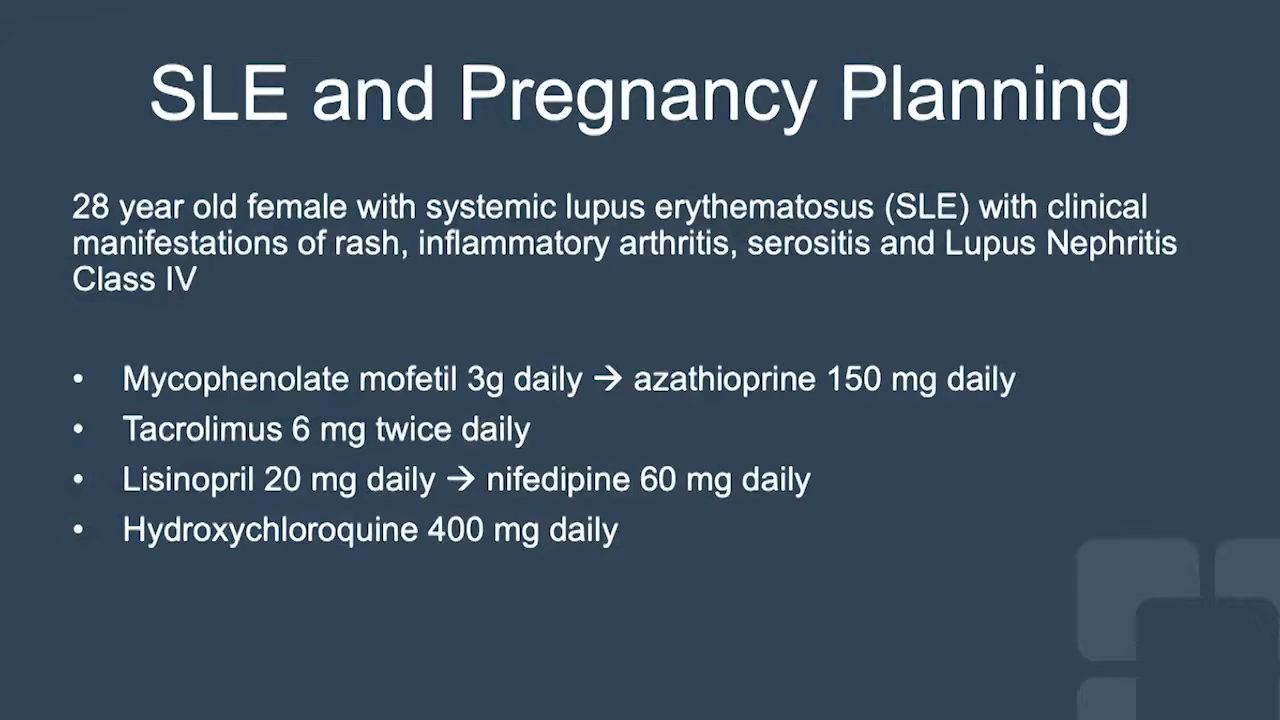 SLE and Pregnancy Planning
28 year old female with systemic lupus erythematosus (SLE) with clinical
manifestations of rash, inflammatory arthritis, serositis and Lupus Nephritis
Class IV
• Mycophenolate mofetil 3g daily → azathioprine 150 mg daily
• Tacrolimus 6 mg twice daily
• Lisinopril 20 mg daily → nifedipine 60 mg daily
• Hydroxychloroquine 400 mg daily